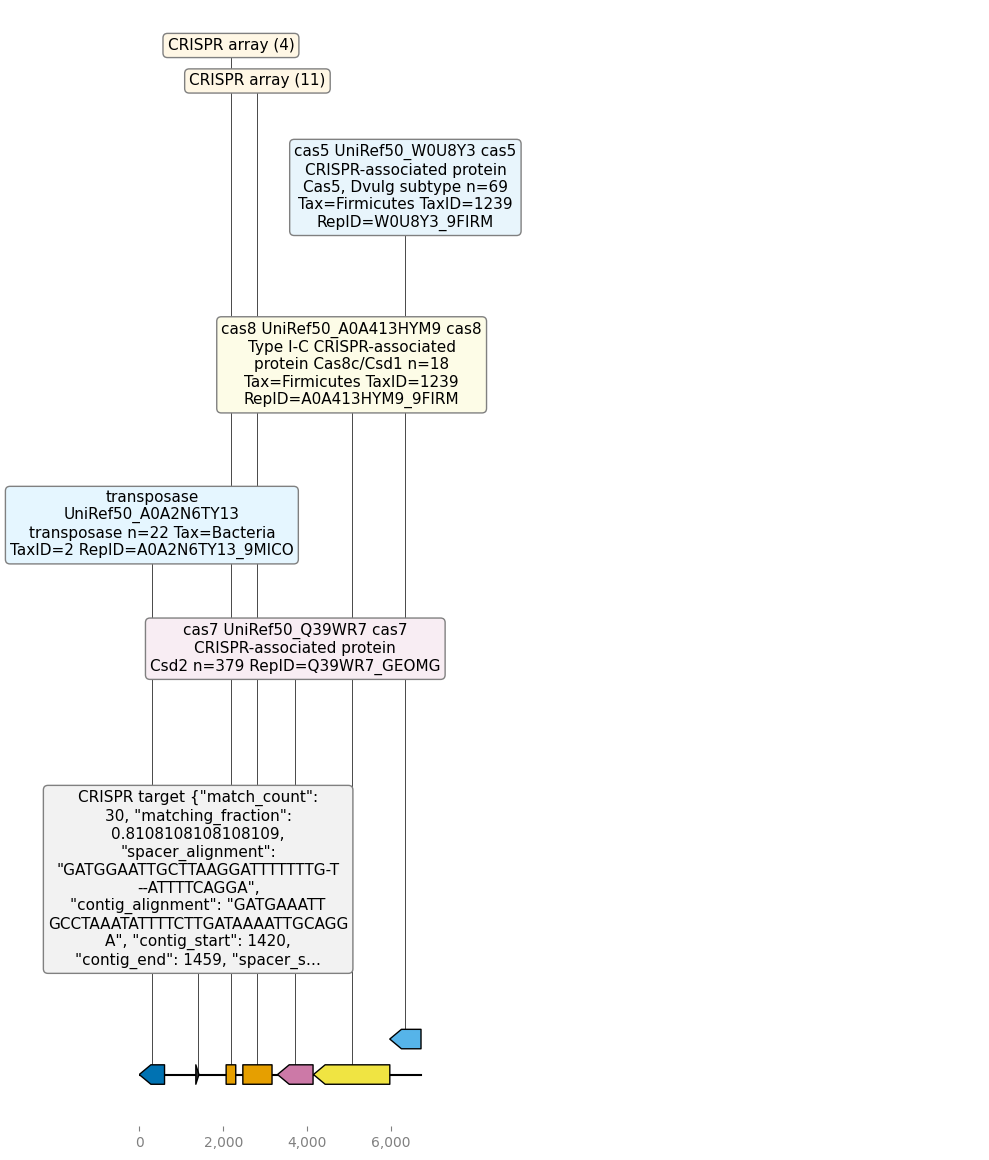 CRISPR array (4)
CRISPR array (11)
cas5 UniRef50_W0U8Y3 cas5
CRISPR-associated protein
Cas5, Dvulg subtype n=69
Tax=Firmicutes TaxID=1239
RepID=W0U8Y3_9FIRM
cas8 UniRef50_A0A413HYM9 cas8
Type I-C CRISPR-associated
protein Cas8c/Csd1 n=18
Tax=Firmicutes TaxID=1239
RepID=A0A413HYM9_9FIRM
transposase
UniRef50_A0A2N6TY13
transposase n=22 Tax=Bacteria
TaxID=2 RepID=A0A2N6TY13_9MICO
cas7 UniRef50_Q39WR7 cas7
CRISPR-associated protein
Csd2 n=379 RepID=Q39WR7_GEOMG
CRISPR target {"match_count":
30, "matching_fraction":
0.8108108108108109,
"spacer_alignment":
"GATGGAATTGCTTAAGGATTTTTTTG-T
--ATTTTCAGGA",
"contig_alignment": "GATGAAATT
GCCTAAATATTTTCTTGATAAAATTGCAGG
A", "contig_start": 1420,
"contig_end": 1459, "spacer_s...
0
2,000
4,000
6,000